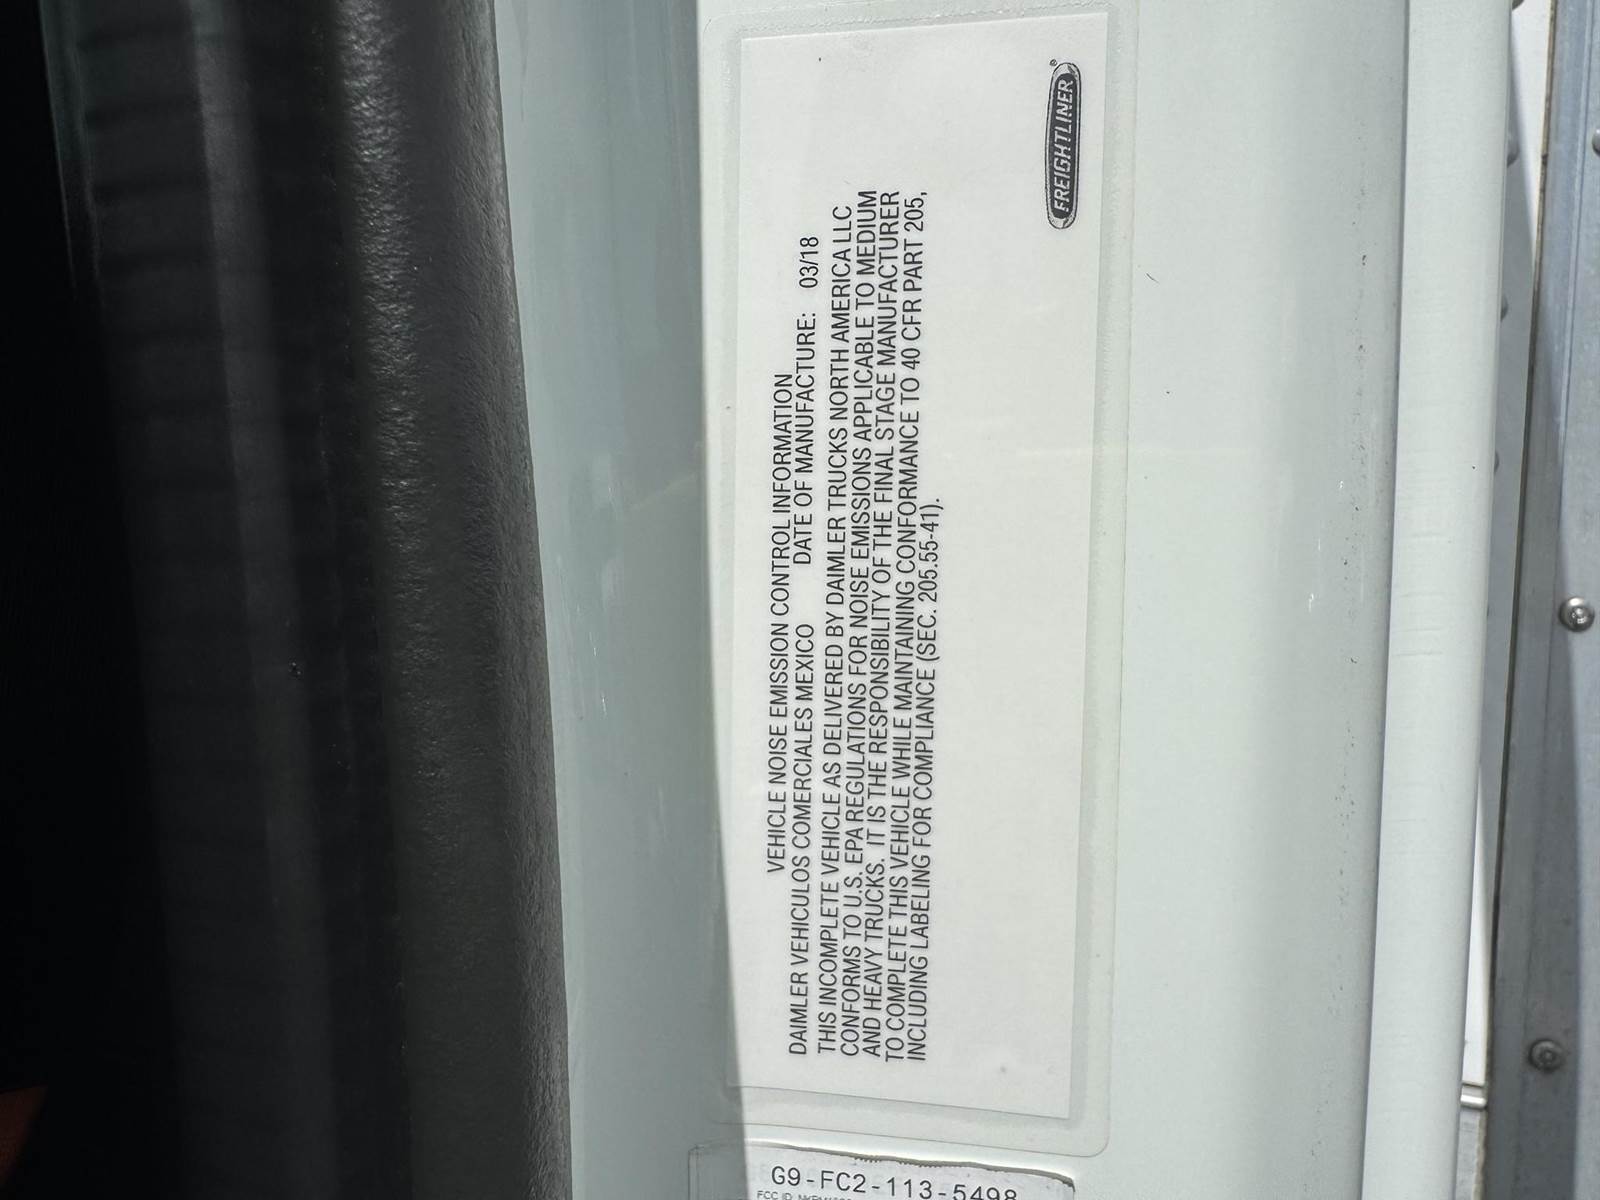 VEHICLE NOISE EMISSION CONTROL INFORMATION
DAIMLER VEHICULOS COMERCIALES MEXICO DATE OF MANUFACTURE: 03/18
THIS INCOMPLETE VEHICLE AS DELIVERED BY DAIMLER TRUCKS NORTH AMERICA LLC
CONFORMS TO U.S. EPA REGULATIONS FOR NOISE EMISSIONS APPLICABLE TO MEDIUM
AND HEAVY TRUCKS. IT IS THE RESPONSIBILITY OF THE FINAL STAGE MANUFACTURER
TO COMPLETE THIS VEHICLE WHILE MAINTAINING CONFORMANCE TO 40 CFR PART 205,
INCLUDING LABELING FOR COMPLIANCE (SEC. 205.55-41).
FREIGHTLINER®
G9-FC2-113-5498
FCC ID